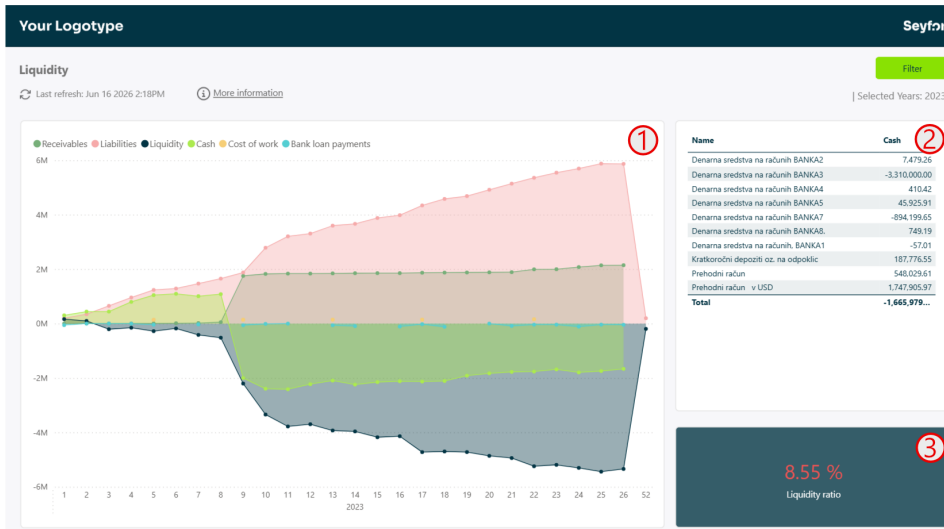 Your Logotype
Seyfor
Liquidity
Filter
Last refresh: Jun 16 2026 2:18PM
More information
| Selected Years: 2023
Receivables Liabilities Liquidity Cash Cost of work Bank loan payments
1
6M
4M
2M
0M
-2M
-4M
-6M
1 2 3 4 5 6 7 8 9 10 11 12 13 14 15 16 17 18 19 20 21 22 23 24 25 26 52
2023
Name Cash
2
Denarna sredstva na računih BANKA2 7,479.26
Denarna sredstva na računih BANKA3 -3,310,000.00
Denarna sredstva na računih BANKA4 410.42
Denarna sredstva na računih BANKA5 45,925.91
Denarna sredstva na računih BANKA7 -894,199.65
Denarna sredstva na računih BANKA8. 749.19
Denarna sredstva na računih, BANKA1 -57.01
Kratkoročni depoziti oz. na odpoklic 187,776.55
Prehodni račun 548,029.61
Prehodni račun v USD 1,747,905.97
Total -1,665,979...
3
8.55 %
Liquidity ratio